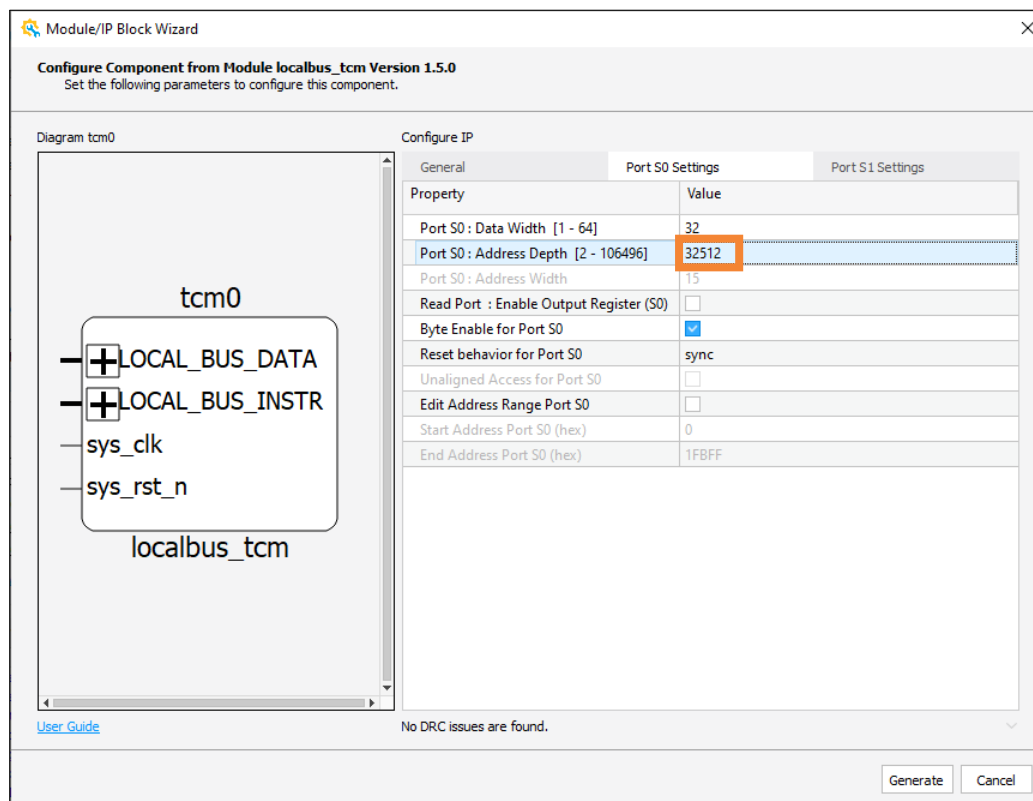 Module/IP Block Wizard
Configure Component from Module localbus_tcm Version 1.5.0
Set the following parameters to configure this component.
Diagram tcm0
tcm0
LOCAL_BUS_DATA
LOCAL_BUS_INSTR
sys_clk
sys_rst_n
localbus_tcm
User Guide
Configure IP
General Port S0 Settings Port S1 Settings
Property Value
Port S0 : Data Width [1 - 64] 32
Port S0 : Address Depth [2 - 106496] 32512
Port S0 : Address Width 15
Read Port : Enable Output Register (S0)
Byte Enable for Port S0
Reset behavior for Port S0 sync
Unaligned Access for Port S0
Edit Address Range Port S0
Start Address Port S0 (hex) 0
End Address Port S0 (hex) 1FBFF
No DRC issues are found.
Generate Cancel